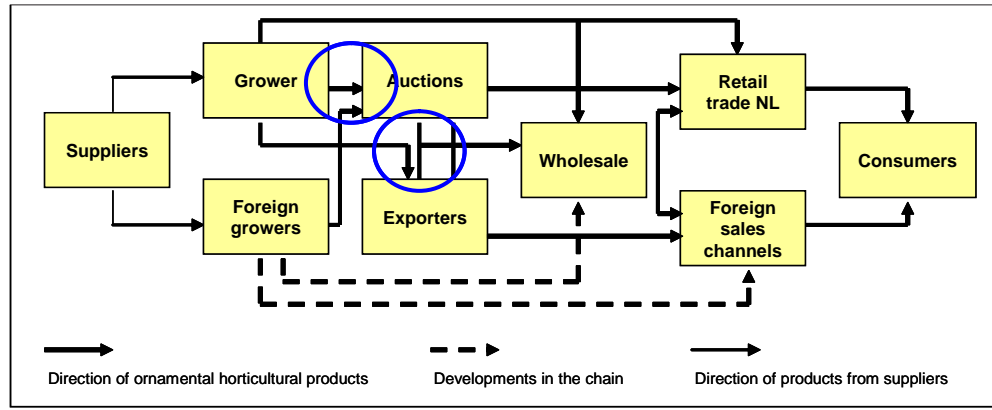 Grower
Auctions
Retail
trade NL
Suppliers
Wholesale
Consumers
Foreign
growers
Exporters
Foreign
sales
channels
Direction of ornamental horticultural products
Developments in the chain
Direction of products from suppliers